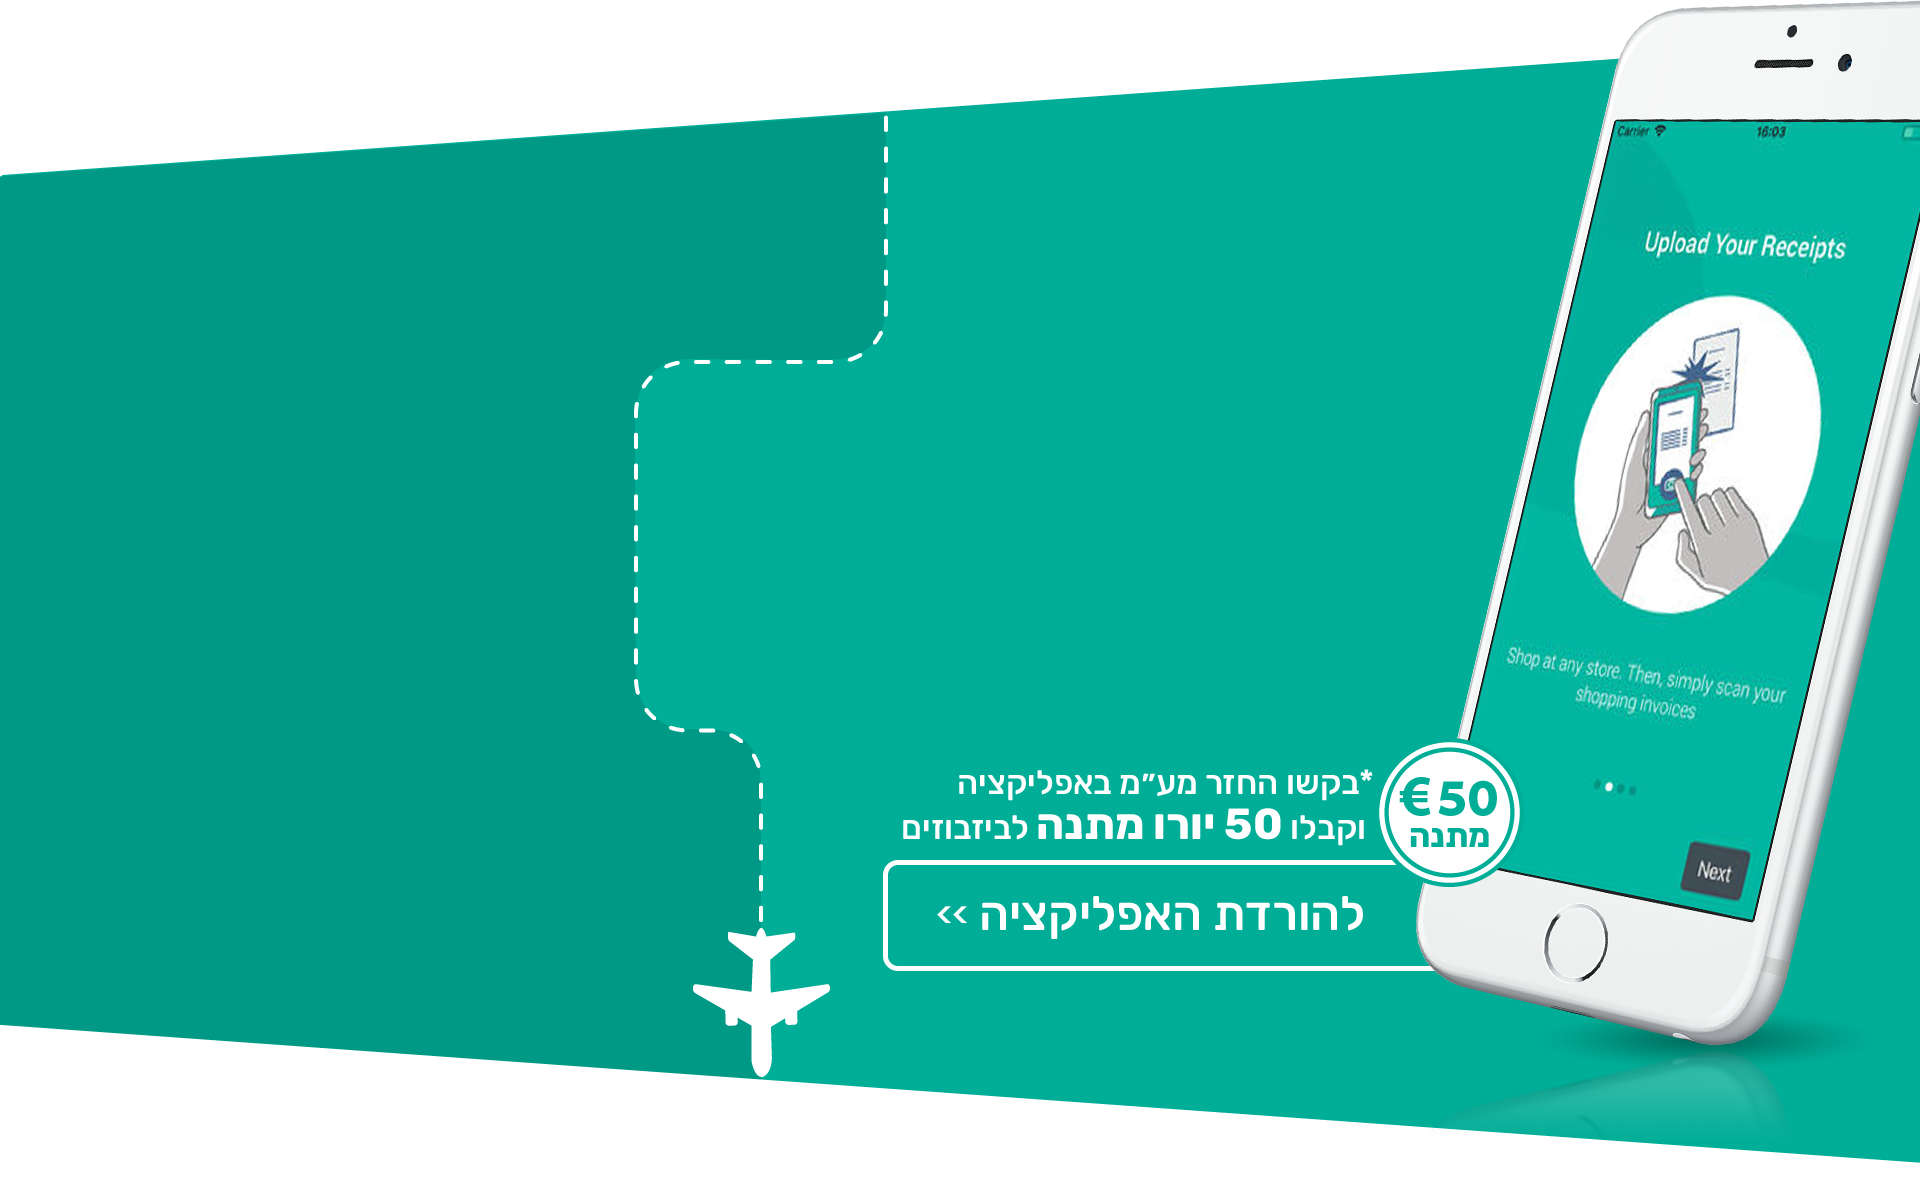 Carrier 16:03
Upload Your Receipts
Shop at any store. Then, simply scan your
shopping invoices
Next
€50
מתנה
*בקשו החזר מע״מ באפליקציה
וקבלו 50 יורו מתנה לביזבוזים
להורדת האפליקציה >>